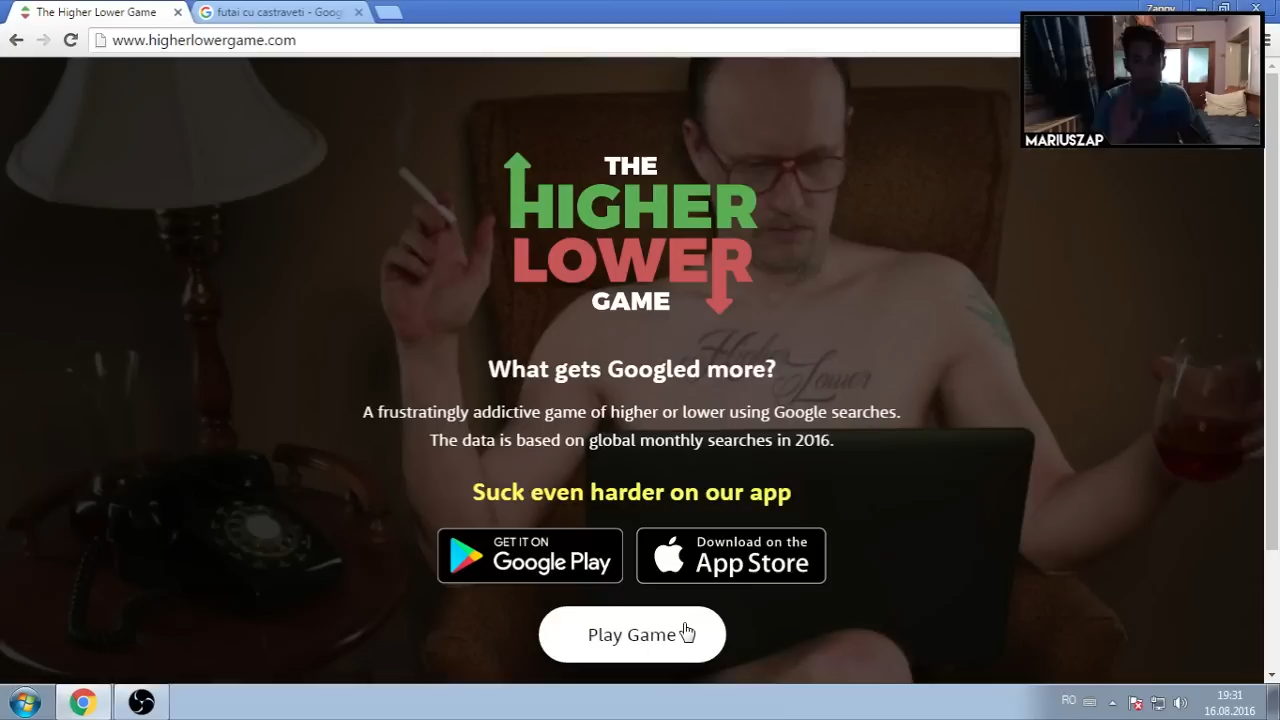 The Higher Lower Game
futai cu castraveti - Goog
Zappy
www.higherlowergame.com
MARIUSZAP
THE
HIGHER
LOWER
GAME
Higher
Lower
What gets Googled more?
A frustratingly addictive game of higher or lower using Google searches.
The data is based on global monthly searches in 2016.
Suck even harder on our app
GET IT ON
Google Play
Download on the
App Store
Play Game
RO
19:31
16.08.2016